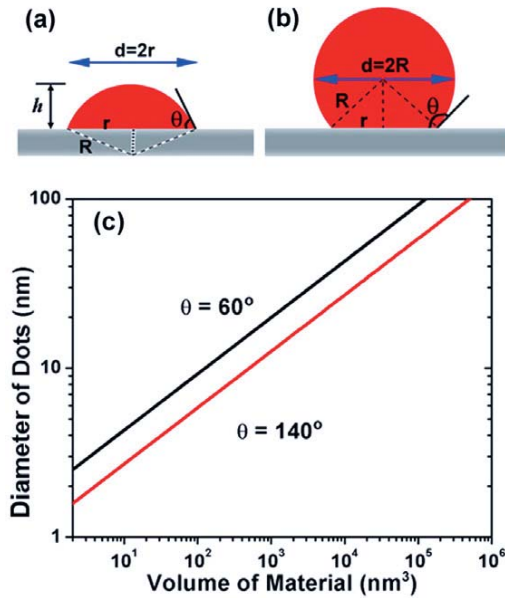 (a)
d=2r
h
r
θ
R
(b)
d=2R
R
r
θ
(c)
100
10
1
Diameter of Dots (nm)
θ = 60°
θ = 140°
10¹ 10² 10³ 10⁴ 10⁵ 10⁶
Volume of Material (nm³)